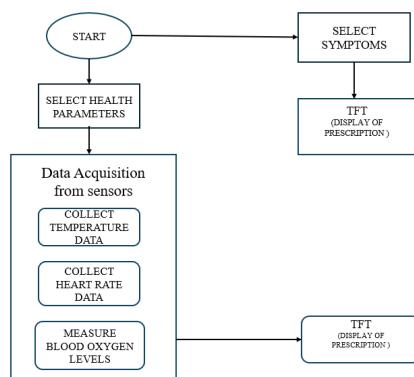 START
SELECT
SYMPTOMS
SELECT HEALTH
PARAMETERS
TFT
(DISPLAY OF
PRESCRIPTION )
Data Acquisition
from sensors
COLLECT
TEMPERATURE
DATA
COLLECT
HEART RATE
DATA
MEASURE
BLOOD OXYGEN
LEVELS
TFT
(DISPLAY OF
PRESCRIPTION )